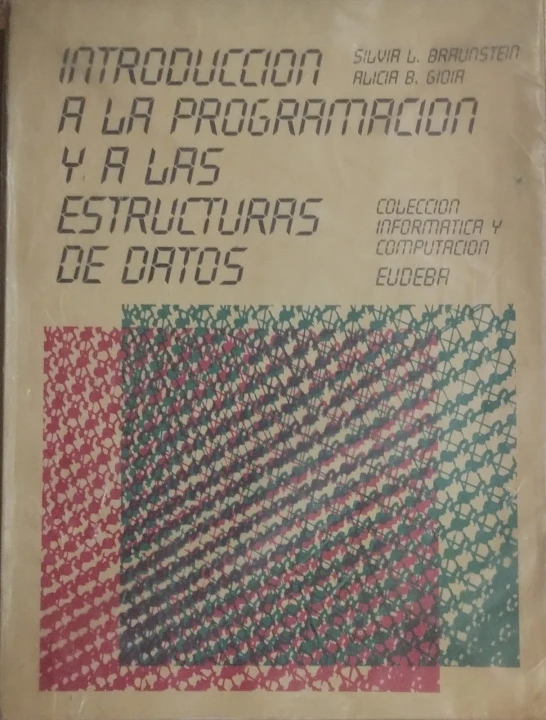 INTRODUCCION
A LA PROGRAMACION
Y A LAS
ESTRUCTURAS
DE DATOS
SILVIA L. BRAUNSTEIN
ALICIA B. GIOIA
COLECCION
INFORMATICA Y
COMPUTACION
EUDEBA